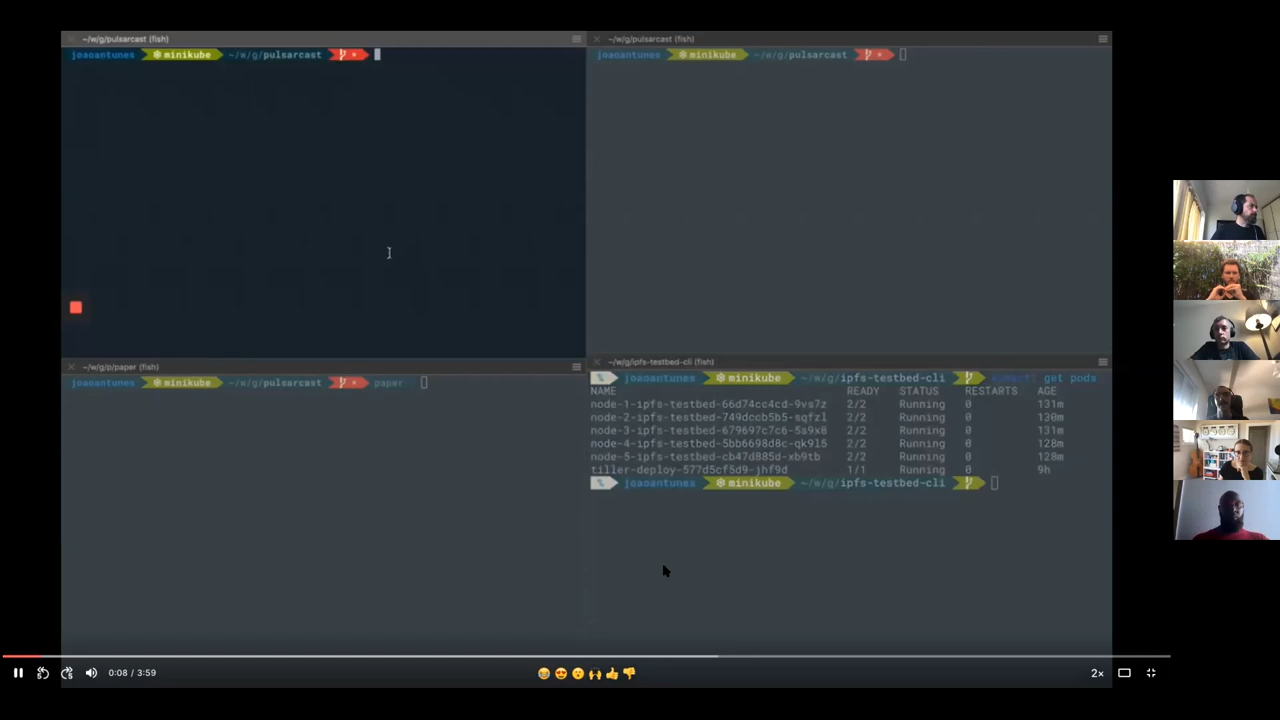 ~/w/g/pulsarcast (fish)
joaoantunes minikube ~/w/g/pulsarcast
~/w/g/pulsarcast (fish)
joaoantunes minikube ~/w/g/pulsarcast
~/w/g/p/paper (fish)
joaoantunes minikube ~/w/g/pulsarcast paper
~/w/g/ipfs-testbed-cli (fish)
joaoantunes minikube ~/w/g/ipfs-testbed-cli get pods
NAME READY STATUS RESTARTS AGE
node-1-ipfs-testbed-66d74cc4cd-9vs7z 2/2 Running 0 131m
node-2-ipfs-testbed-749dccb5b5-sqfzl 2/2 Running 0 130m
node-3-ipfs-testbed-679697c7c6-5s9x8 2/2 Running 0 131m
node-4-ipfs-testbed-5bb6698d8c-qk9l5 2/2 Running 0 128m
node-5-ipfs-testbed-cb47d885d-xb9tb 2/2 Running 0 128m
tiller-deploy-577d5cf5d9-jhf9d 1/1 Running 0 9h
joaoantunes minikube ~/w/g/ipfs-testbed-cli
0:08 / 3:59
2x